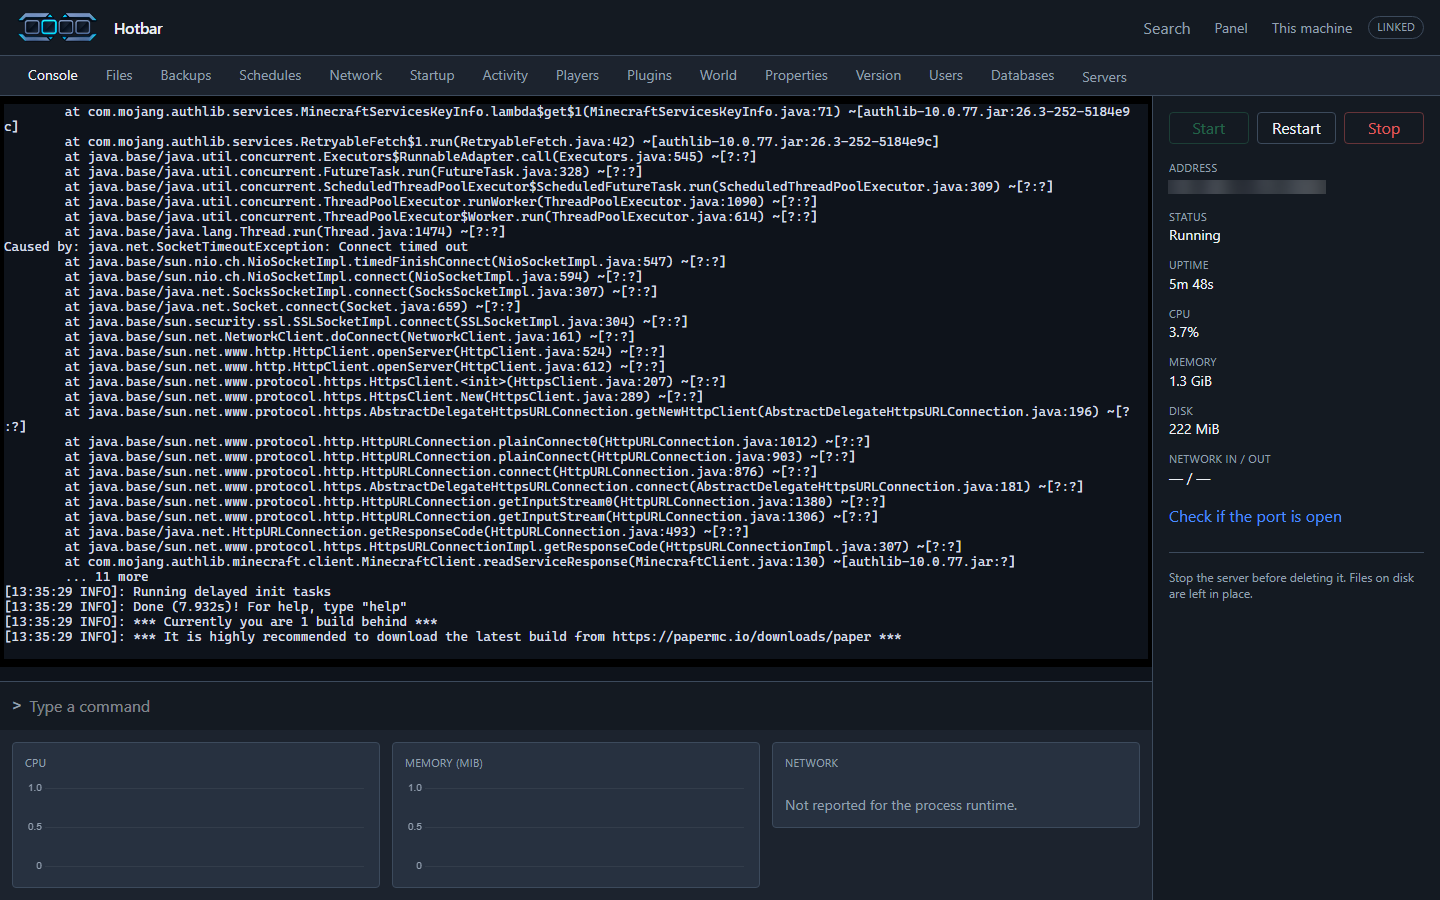 Hotbar
Search
Panel
This machine
LINKED
Console
Files
Backups
Schedules
Network
Startup
Activity
Players
Plugins
World
Properties
Version
Users
Databases
Servers
at com.mojang.authlib.services.MinecraftServicesKeyInfo.lambda$get$1(MinecraftServicesKeyInfo.java:71) ~[authlib-10.0.77.jar:26.3-252-5184e9
c]
at com.mojang.authlib.services.RetryableFetch$1.run(RetryableFetch.java:42) ~[authlib-10.0.77.jar:26.3-252-5184e9c]
at java.base/java.util.concurrent.Executors$RunnableAdapter.call(Executors.java:545) ~[?:?]
at java.base/java.util.concurrent.FutureTask.run(FutureTask.java:328) ~[?:?]
at java.base/java.util.concurrent.ScheduledThreadPoolExecutor$ScheduledFutureTask.run(ScheduledThreadPoolExecutor.java:309) ~[?:?]
at java.base/java.util.concurrent.ThreadPoolExecutor.runWorker(ThreadPoolExecutor.java:1090) ~[?:?]
at java.base/java.util.concurrent.ThreadPoolExecutor$Worker.run(ThreadPoolExecutor.java:614) ~[?:?]
at java.base/java.lang.Thread.run(Thread.java:1474) ~[?:?]
Caused by: java.net.SocketTimeoutException: Connect timed out
at java.base/sun.nio.ch.NioSocketImpl.timedFinishConnect(NioSocketImpl.java:547) ~[?:?]
at java.base/sun.nio.ch.NioSocketImpl.connect(NioSocketImpl.java:594) ~[?:?]
at java.base/java.net.SocksSocketImpl.connect(SocksSocketImpl.java:307) ~[?:?]
at java.base/java.net.Socket.connect(Socket.java:659) ~[?:?]
at java.base/sun.security.ssl.SSLSocketImpl.connect(SSLSocketImpl.java:304) ~[?:?]
at java.base/sun.net.NetworkClient.doConnect(NetworkClient.java:161) ~[?:?]
at java.base/sun.net.www.http.HttpClient.openServer(HttpClient.java:524) ~[?:?]
at java.base/sun.net.www.http.HttpClient.openServer(HttpClient.java:612) ~[?:?]
at java.base/sun.net.www.protocol.https.HttpsClient.<init>(HttpsClient.java:207) ~[?:?]
at java.base/sun.net.www.protocol.https.HttpsClient.New(HttpsClient.java:289) ~[?:?]
at java.base/sun.net.www.protocol.https.AbstractDelegateHttpsURLConnection.getNewHttpClient(AbstractDelegateHttpsURLConnection.java:196) ~[?
:?]
at java.base/sun.net.www.protocol.http.HttpURLConnection.plainConnect0(HttpURLConnection.java:1012) ~[?:?]
at java.base/sun.net.www.protocol.http.HttpURLConnection.plainConnect(HttpURLConnection.java:903) ~[?:?]
at java.base/sun.net.www.protocol.http.HttpURLConnection.connect(HttpURLConnection.java:876) ~[?:?]
at java.base/sun.net.www.protocol.https.AbstractDelegateHttpsURLConnection.connect(AbstractDelegateHttpsURLConnection.java:181) ~[?:?]
at java.base/sun.net.www.protocol.http.HttpURLConnection.getInputStream0(HttpURLConnection.java:1380) ~[?:?]
at java.base/sun.net.www.protocol.http.HttpURLConnection.getInputStream(HttpURLConnection.java:1306) ~[?:?]
at java.base/java.net.HttpURLConnection.getResponseCode(HttpURLConnection.java:493) ~[?:?]
at java.base/sun.net.www.protocol.https.HttpsURLConnectionImpl.getResponseCode(HttpsURLConnectionImpl.java:307) ~[?:?]
at com.mojang.authlib.minecraft.client.MinecraftClient.readServiceResponse(MinecraftClient.java:130) ~[authlib-10.0.77.jar:?]
... 11 more
[13:35:29 INFO]: Running delayed init tasks
[13:35:29 INFO]: Done (7.932s)! For help, type "help"
[13:35:29 INFO]: *** Currently you are 1 build behind ***
[13:35:29 INFO]: *** It is highly recommended to download the latest build from https://papermc.io/downloads/paper ***
> Type a command
CPU
1.0
0.5
0
MEMORY (MIB)
1.0
0.5
0
NETWORK
Not reported for the process runtime.
Start
Restart
Stop
ADDRESS
STATUS
Running
UPTIME
5m 48s
CPU
3.7%
MEMORY
1.3 GiB
DISK
222 MiB
NETWORK IN / OUT
— / —
Check if the port is open
Stop the server before deleting it. Files on disk
are left in place.